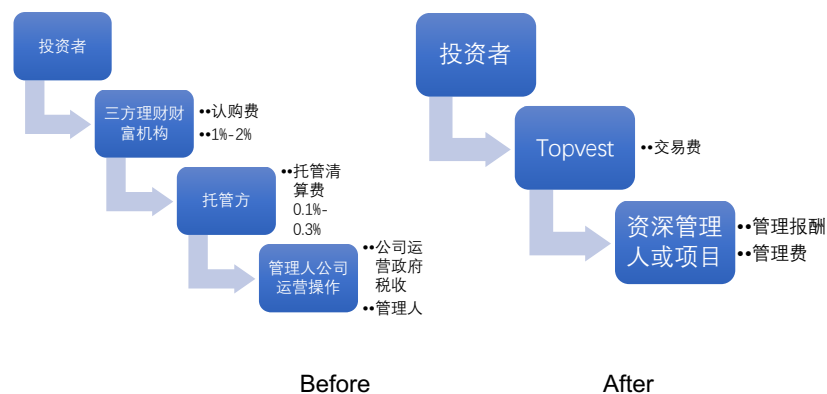 投资者
三方理财财
富机构
••认购费
••1%-2%
托管方
••托管清
算费
0.1%-
0.3%
管理人公司
运营操作
••公司运
营政府
税收
••管理人
投资者
Topvest
••交易费
资深管理
人或项目
••管理报酬
••管理费
Before
After